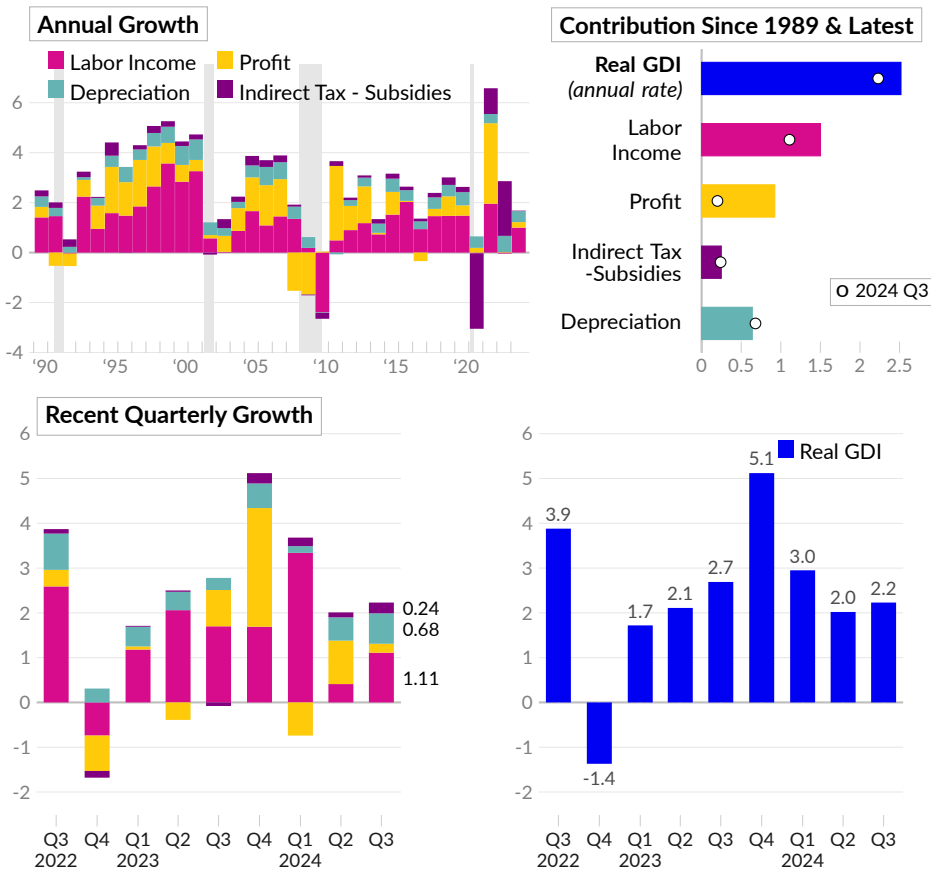 Annual Growth
Labor Income
Profit
Depreciation
Indirect Tax - Subsidies
6
4
2
0
-2
-4
‘90
‘95
‘00
‘05
‘10
‘15
‘20
Contribution Since 1989 & Latest
Real GDI
(annual rate)
Labor
Income
Profit
Indirect Tax
-Subsidies
Depreciation
2024 Q3
0
0.5
1
1.5
2
2.5
Recent Quarterly Growth
6
5
4
3
2
1
0
-1
-2
0.24
0.68
1.11
Q3
2022
Q4
Q1
2023
Q2
Q3
Q4
Q1
2024
Q2
Q3
Real GDI
6
5
4
3
2
1
0
-1
-2
3.9
-1.4
1.7
2.1
2.7
5.1
3.0
2.0
2.2
Q3
2022
Q4
Q1
2023
Q2
Q3
Q4
Q1
2024
Q2
Q3